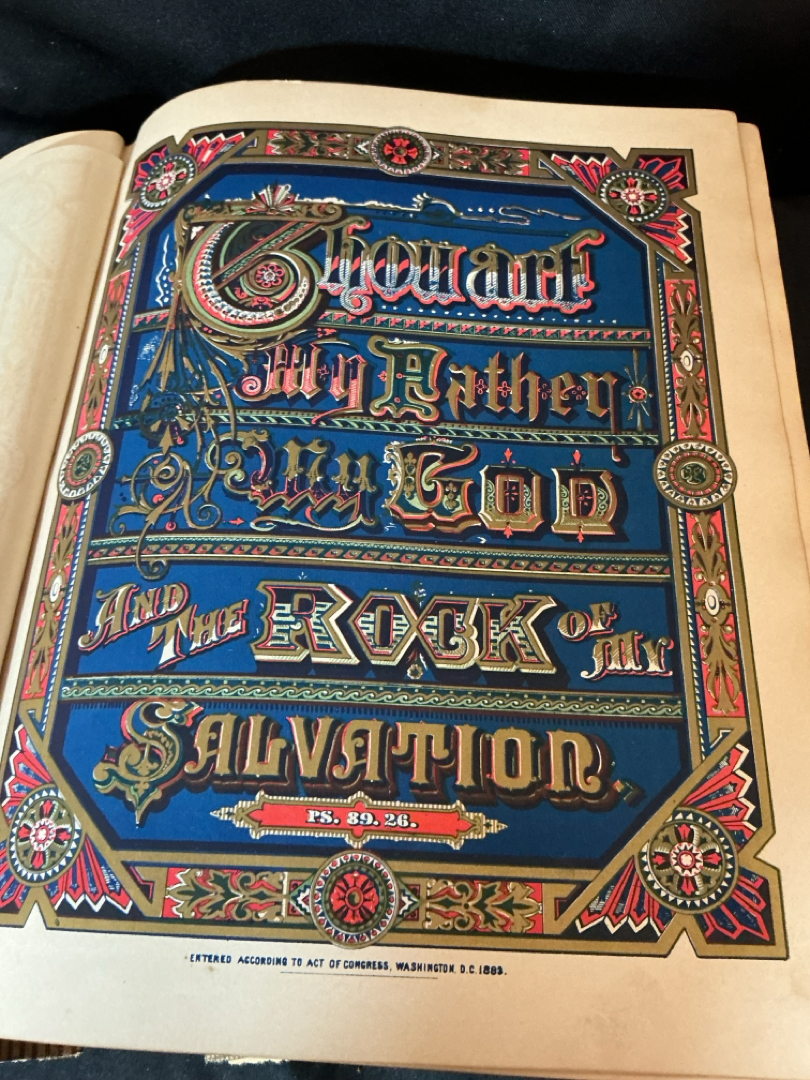 Thou art
My Father
My GOD
AND THE ROCK OF MY
SALVATION.
PS. 89. 26.
ENTERED ACCORDING TO ACT OF CONGRESS, WASHINGTON, D.C. 1883.